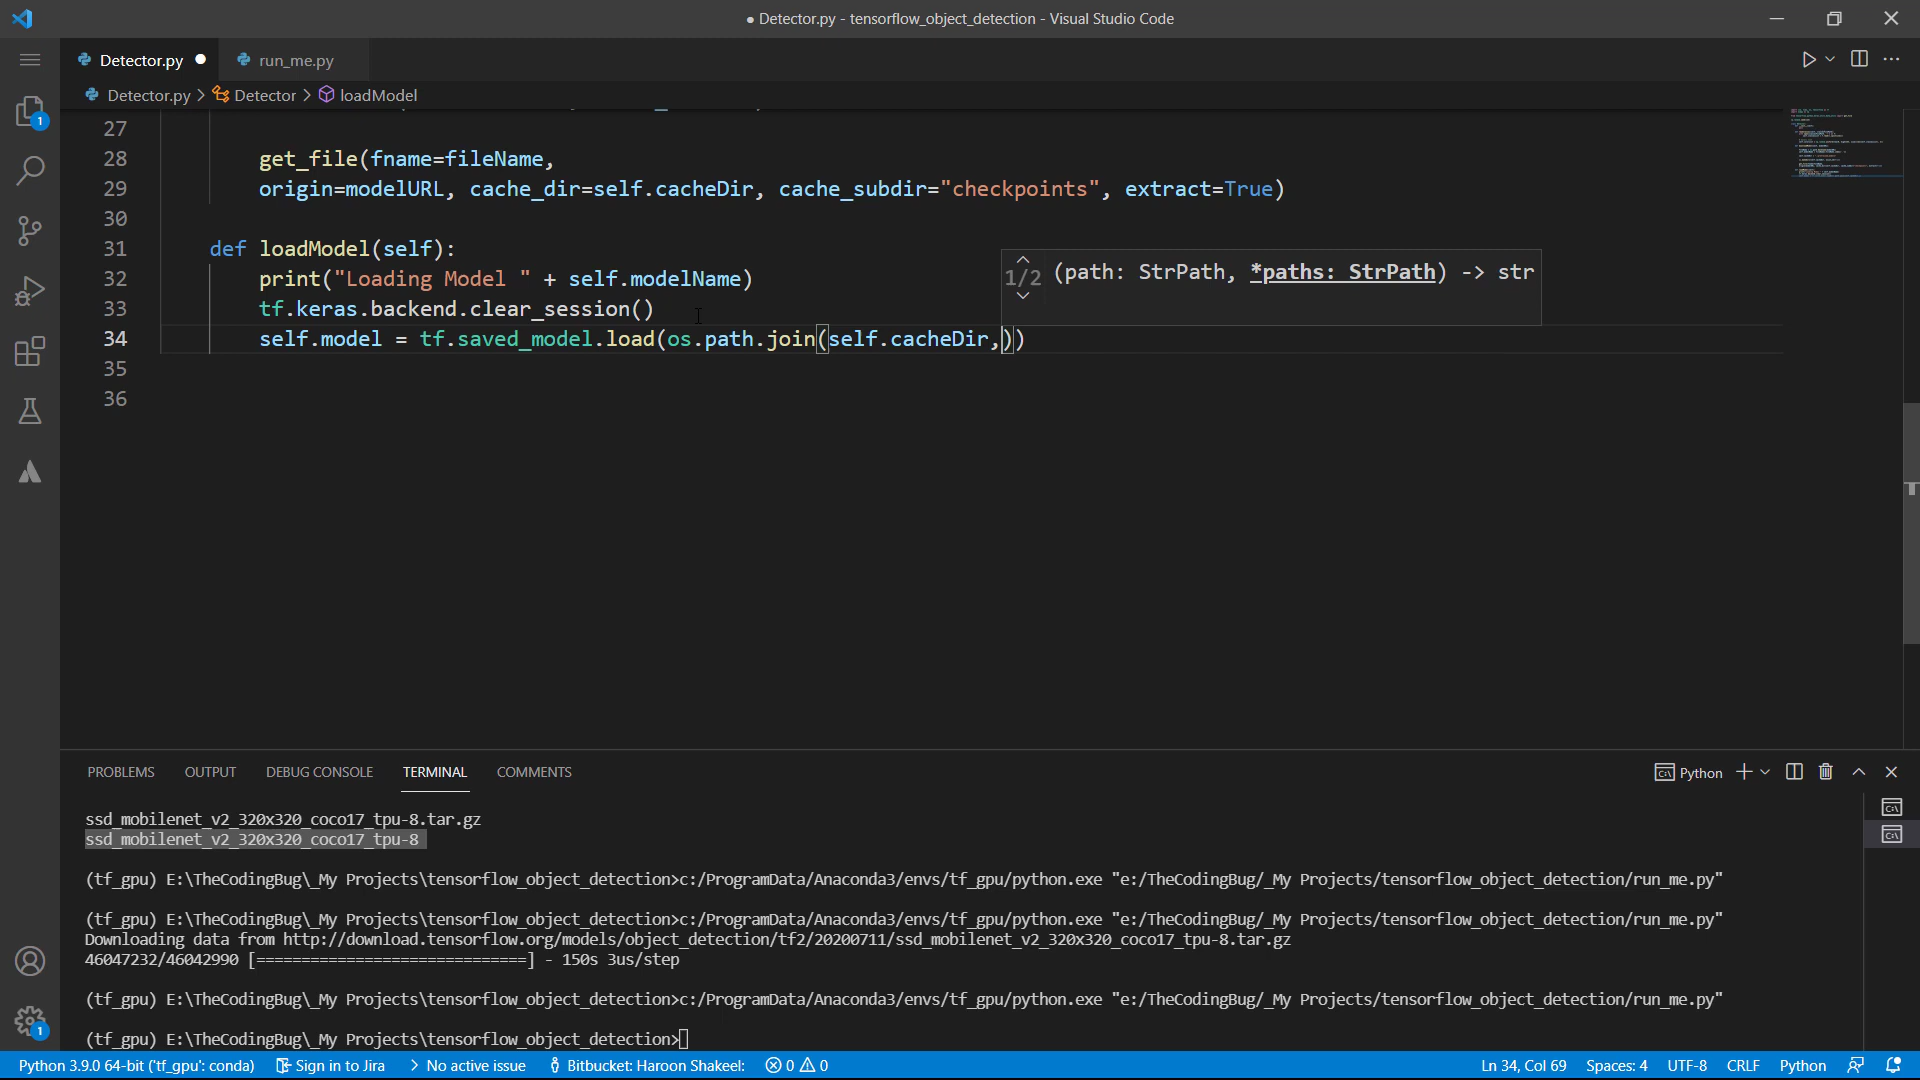 ● Detector.py - tensorflow_object_detection - Visual Studio Code
Detector.py ● run_me.py
Detector.py > Detector > loadModel
27
28 get_file(fname=fileName,
29 origin=modelURL, cache_dir=self.cacheDir, cache_subdir="checkpoints", extract=True)
30
31 def loadModel(self):
32 print("Loading Model " + self.modelName)
33 tf.keras.backend.clear_session()
1/2 (path: StrPath, *paths: StrPath) -> str
34 self.model = tf.saved_model.load(os.path.join(self.cacheDir,))
35
36
PROBLEMS OUTPUT DEBUG CONSOLE TERMINAL COMMENTS
Python
ssd_mobilenet_v2_320x320_coco17_tpu-8.tar.gz
ssd_mobilenet_v2_320x320_coco17_tpu-8
(tf_gpu) E:\TheCodingBug\_My Projects\tensorflow_object_detection>c:/ProgramData/Anaconda3/envs/tf_gpu/python.exe "e:/TheCodingBug/_My Projects/tensorflow_object_detection/run_me.py"
(tf_gpu) E:\TheCodingBug\_My Projects\tensorflow_object_detection>c:/ProgramData/Anaconda3/envs/tf_gpu/python.exe "e:/TheCodingBug/_My Projects/tensorflow_object_detection/run_me.py"
Downloading data from http://download.tensorflow.org/models/object_detection/tf2/20200711/ssd_mobilenet_v2_320x320_coco17_tpu-8.tar.gz
46047232/46042990 [==============================] - 150s 3us/step
(tf_gpu) E:\TheCodingBug\_My Projects\tensorflow_object_detection>c:/ProgramData/Anaconda3/envs/tf_gpu/python.exe "e:/TheCodingBug/_My Projects/tensorflow_object_detection/run_me.py"
(tf_gpu) E:\TheCodingBug\_My Projects\tensorflow_object_detection>
Python 3.9.0 64-bit ('tf_gpu': conda) Sign in to Jira > No active issue Bitbucket: Haroon Shakeel: 0 0 Ln 34, Col 69 Spaces: 4 UTF-8 CRLF Python